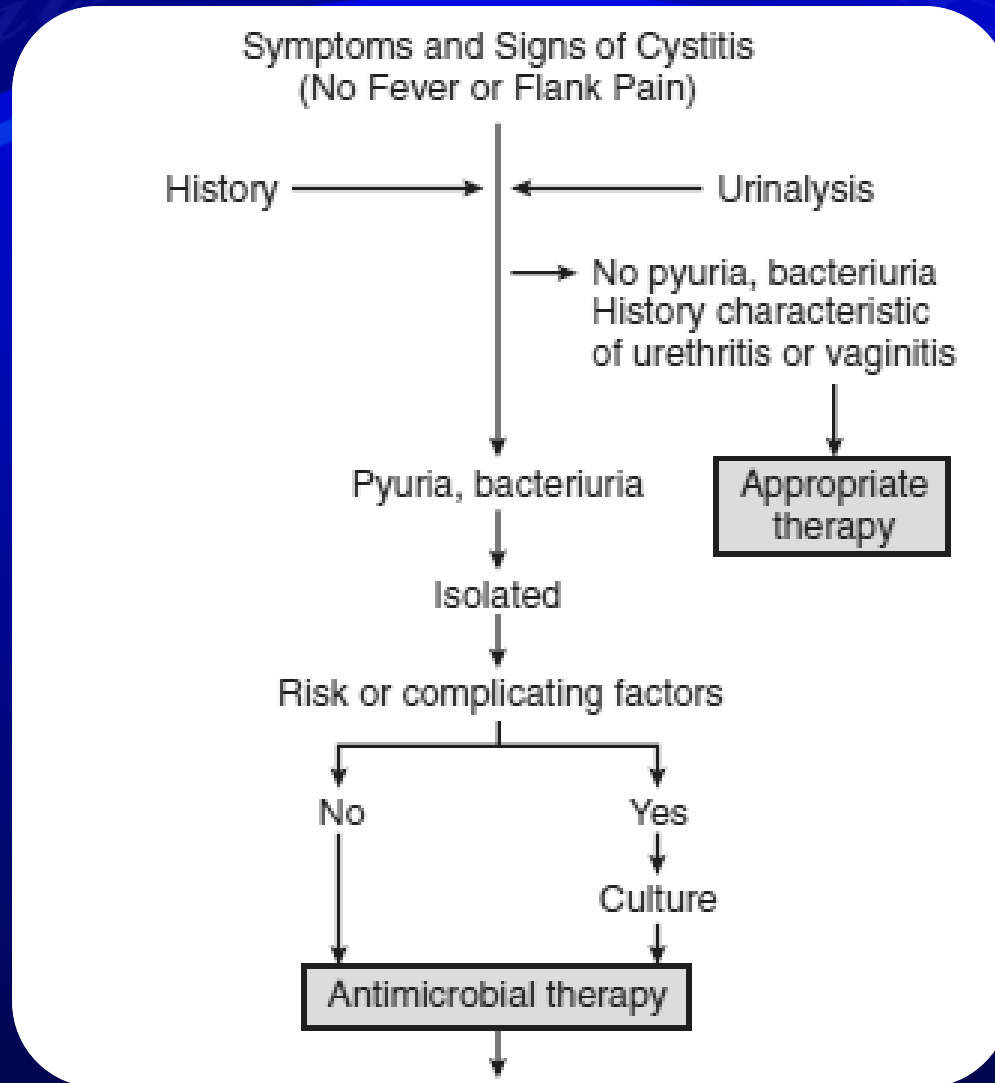 Symptoms and Signs of Cystitis
(No Fever or Flank Pain)
History
Urinalysis
No pyuria, bacteriuria
History characteristic
of urethritis or vaginitis
Pyuria, bacteriuria
Appropriate
therapy
Isolated
Risk or complicating factors
No
Yes
Culture
Antimicrobial therapy